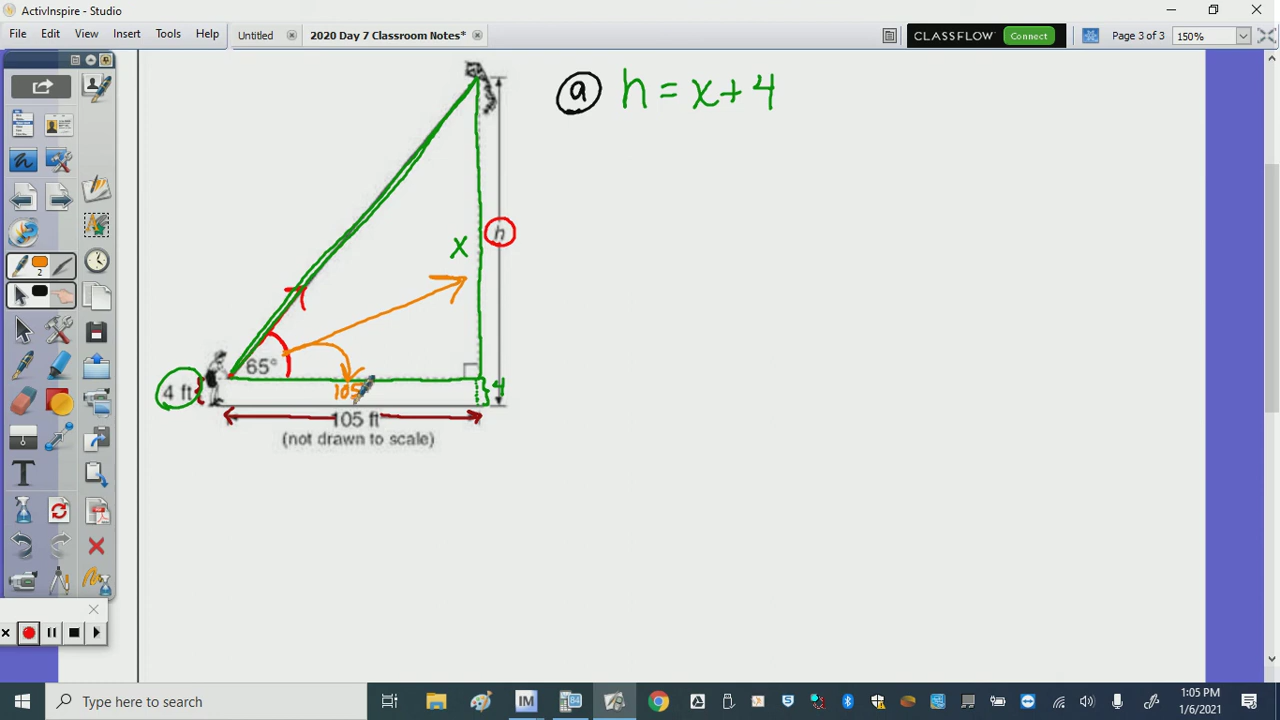 ActivInspire - Studio
File Edit View Insert Tools Help
Untitled
2020 Day 7 Classroom Notes*
CLASSFLOW Connect
Page 3 of 3
150%
a h = x + 4
h
x
65°
4 ft
105
4
105 ft
(not drawn to scale)
2
T
IM
Type here to search
1:05 PM
1/6/2021